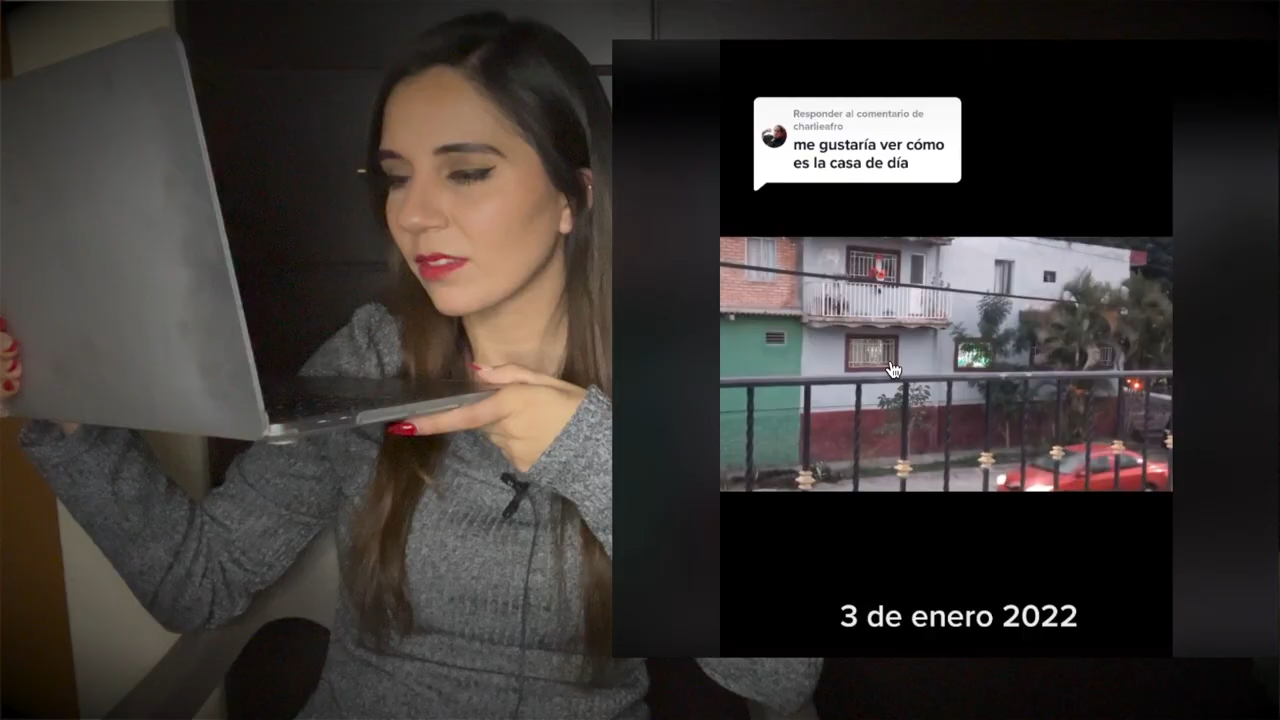 Responder al comentario de
charlieafro
me gustaría ver cómo
es la casa de día
3 de enero 2022